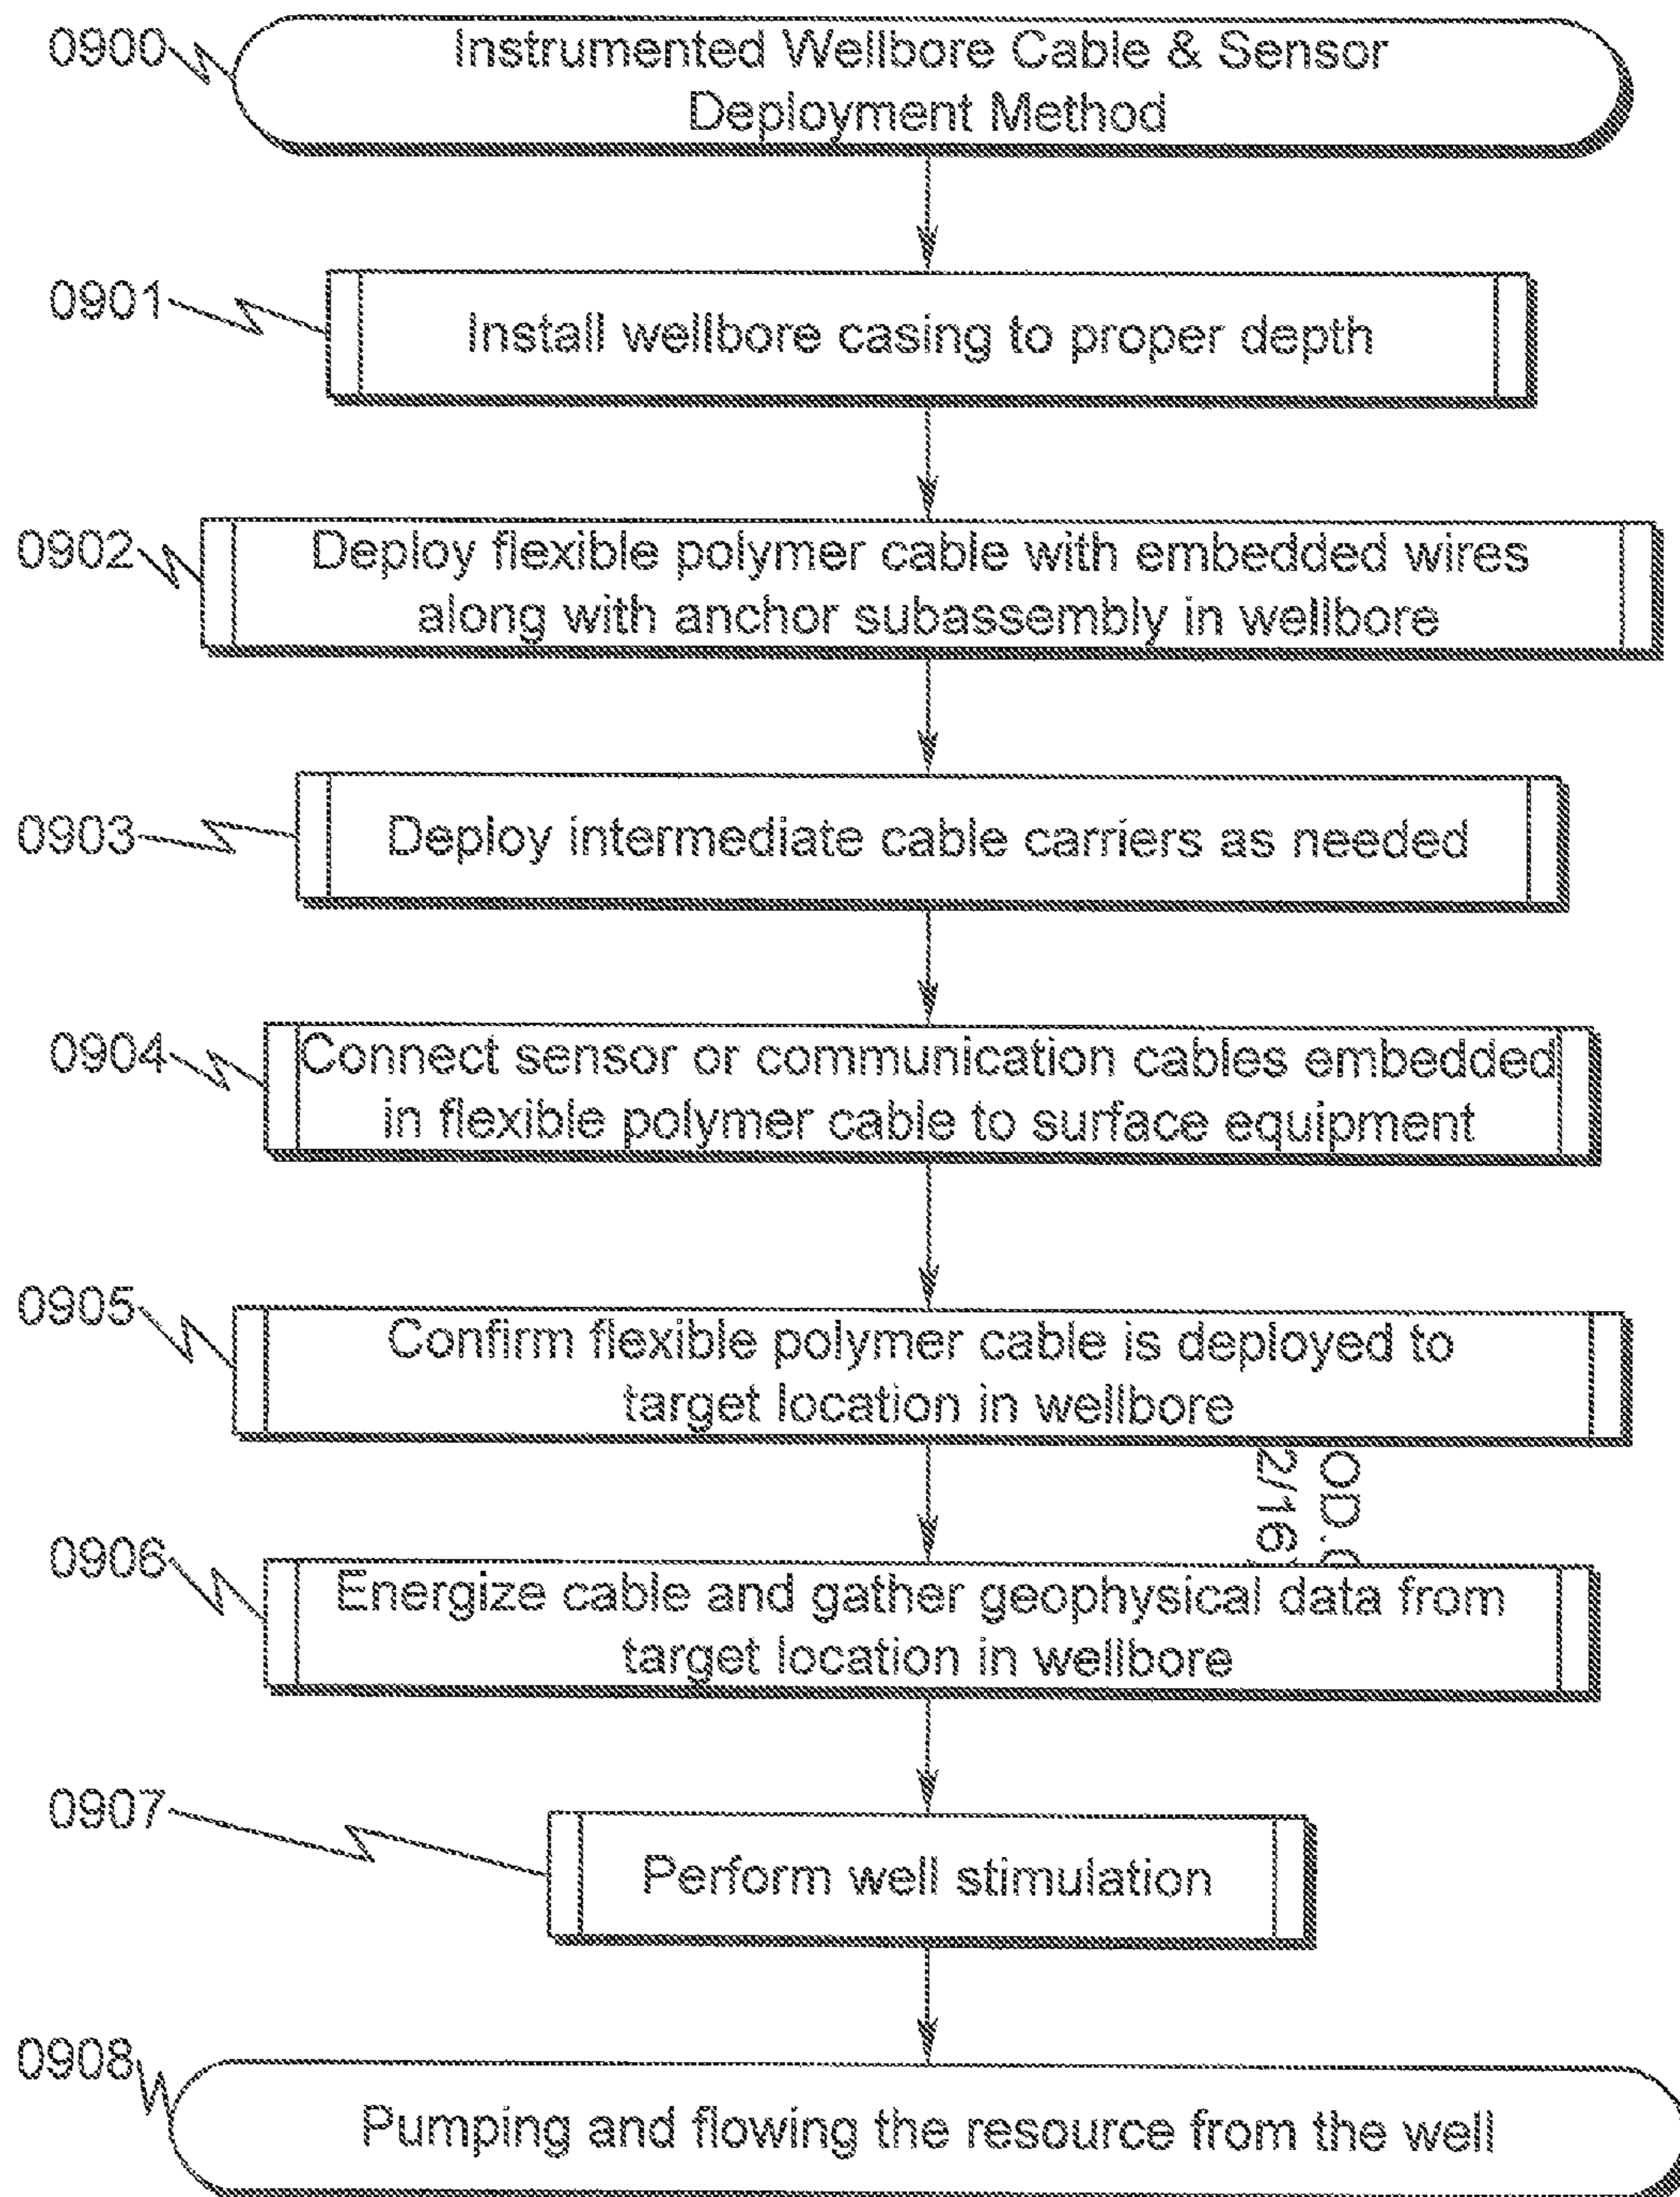 0900
Instrumented Wellbore Cable & Sensor
Deployment Method
0901
Install wellbore casing to proper depth
0902
Deploy flexible polymer cable with embedded wires
along with anchor subassembly in wellbore
0903
Deploy intermediate cable carriers as needed
0904
Connect sensor or communication cables embedded
in flexible polymer cable to surface equipment
0905
Confirm flexible polymer cable is deployed to
target location in wellbore
OD.
2/16
0906
Energize cable and gather geophysical data from
target location in wellbore
0907
Perform well stimulation
0908
Pumping and flowing the resource from the well